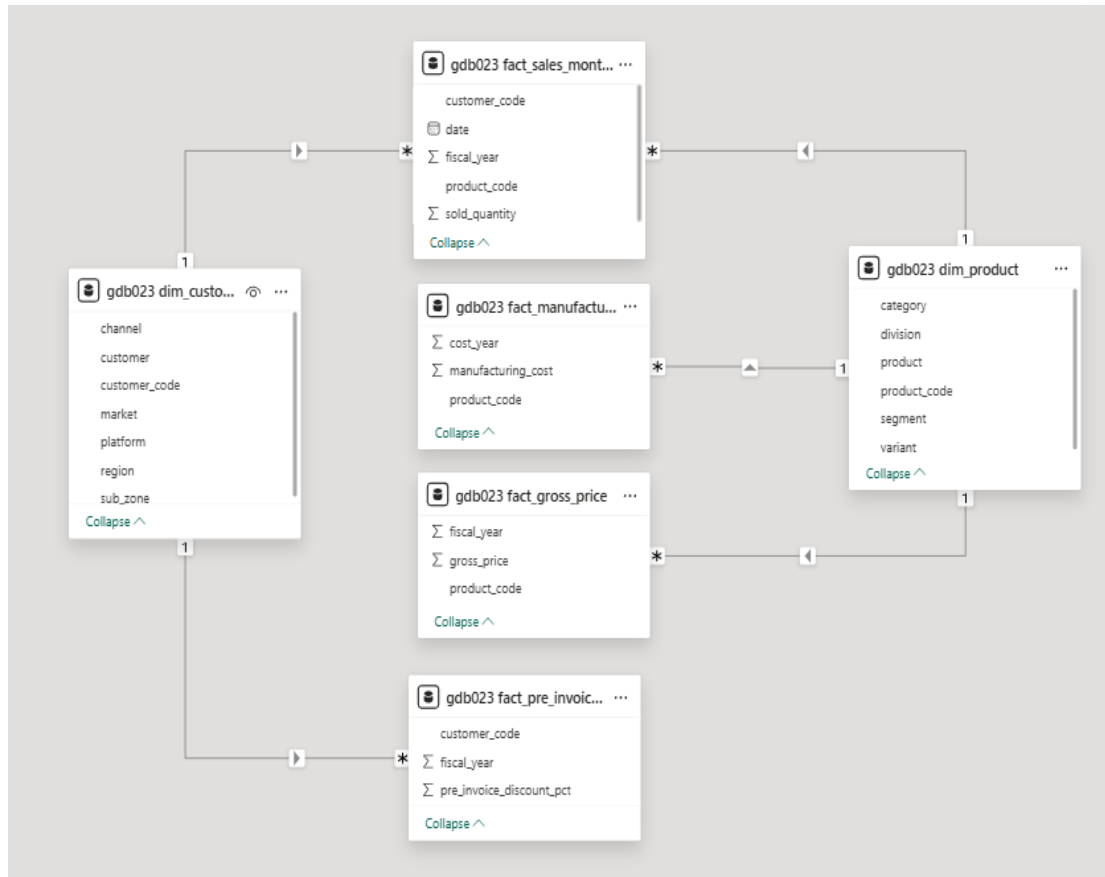 gdb023 fact_sales_mont... ...
customer_code
date
Σ fiscal_year
product_code
Σ sold_quantity
Collapse
* *
1 1
gdb023 dim_custo... ...
channel
customer
customer_code
market
platform
region
sub_zone
Collapse
1
gdb023 fact_manufactu... ...
Σ cost_year
Σ manufacturing_cost
product_code
Collapse
* 1
gdb023 dim_product ...
category
division
product
product_code
segment
variant
Collapse
1
gdb023 fact_gross_price ...
Σ fiscal_year
Σ gross_price
product_code
Collapse
*
gdb023 fact_pre_invoic... ...
customer_code
Σ fiscal_year
Σ pre_invoice_discount_pct
Collapse
*